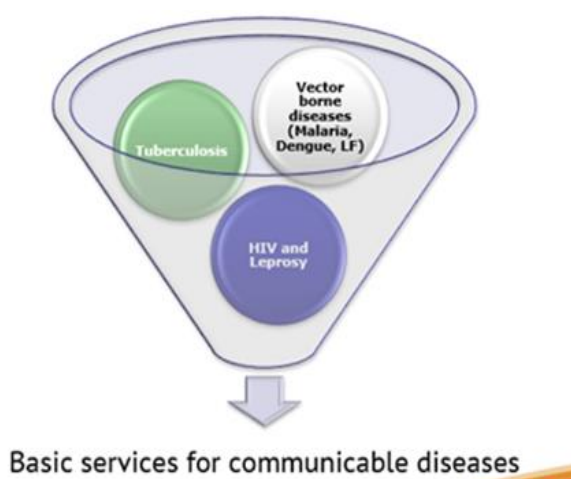 Vector
borne
diseases
(Malaria,
Dengue, LF)
Tuberculosis
HIV and
Leprosy
Basic services for communicable diseases